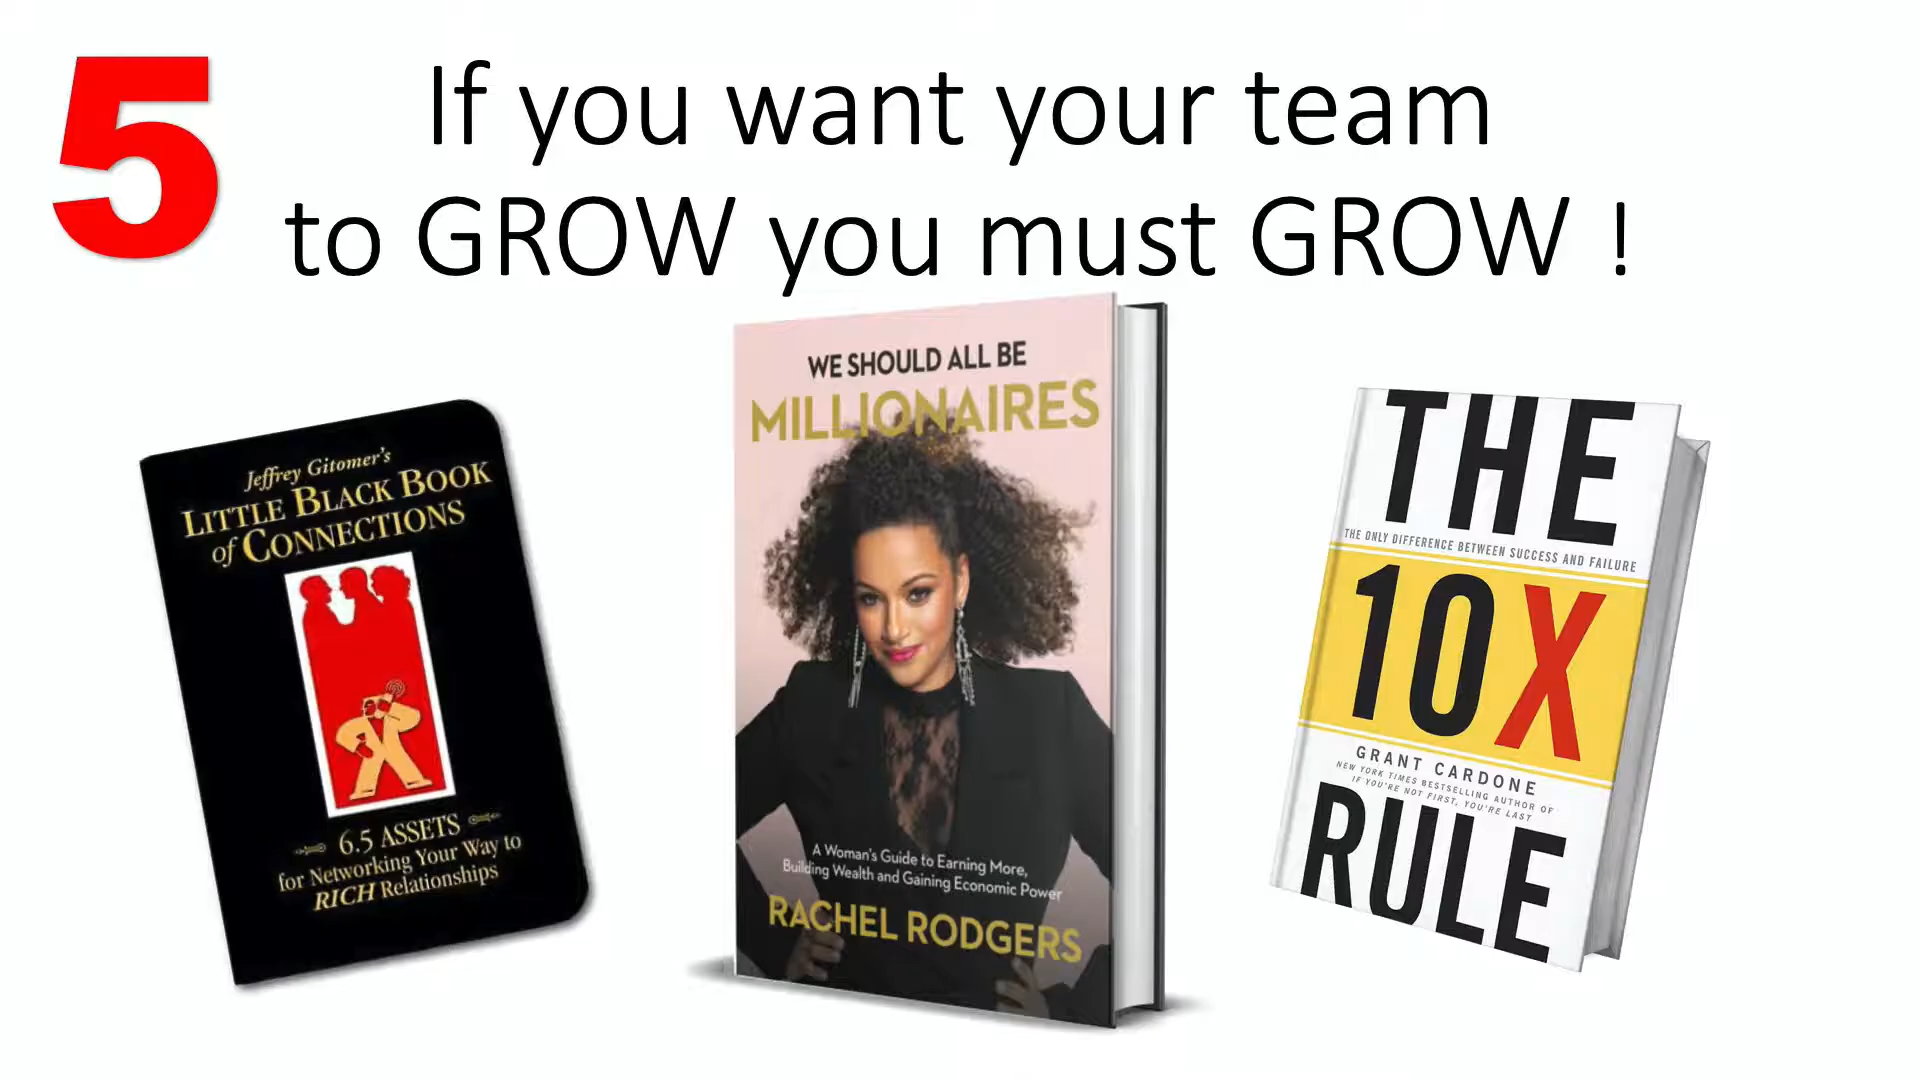 5
If you want your team
to GROW you must GROW !
Jeffrey Gitomer's
LITTLE BLACK BOOK
of CONNECTIONS
6.5 ASSETS
for Networking Your Way to
RICH Relationships
WE SHOULD ALL BE
MILLIONAIRES
A Woman's Guide to Earning More,
Building Wealth and Gaining Economic Power
RACHEL RODGERS
THE
THE ONLY DIFFERENCE BETWEEN SUCCESS AND FAILURE
10X
GRANT CARDONE
NEW YORK TIMES BESTSELLING AUTHOR OF
IF YOU'RE NOT FIRST, YOU'RE LAST
RULE